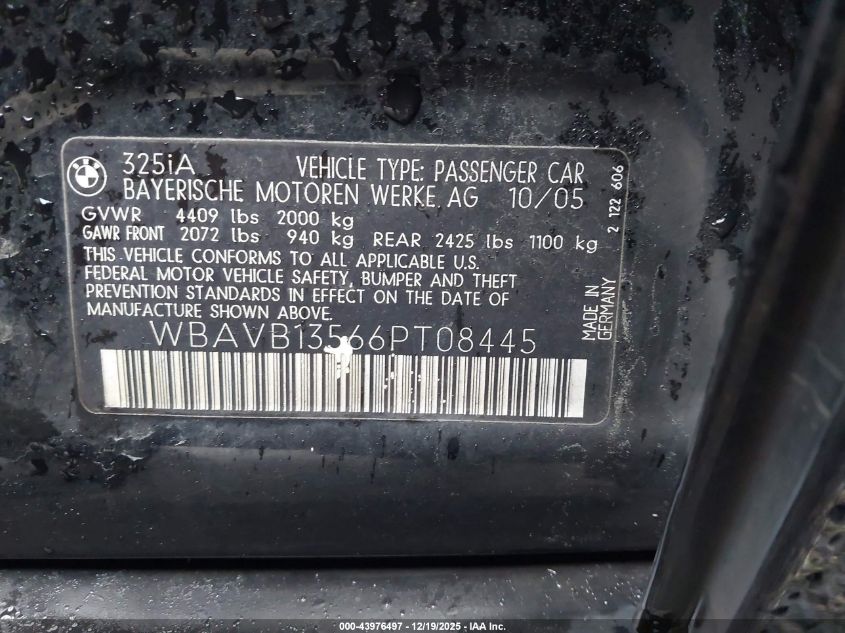 BMW
325iA VEHICLE TYPE: PASSENGER CAR
BAYERISCHE MOTOREN WERKE AG 10/05
GVWR 4409 lbs 2000 kg
GAWR FRONT 2072 lbs 940 kg REAR 2425 lbs 1100 kg
THIS VEHICLE CONFORMS TO ALL APPLICABLE U.S.
FEDERAL MOTOR VEHICLE SAFETY, BUMPER AND THEFT
PREVENTION STANDARDS IN EFFECT ON THE DATE OF
MANUFACTURE SHOWN ABOVE.
WBAVB13566PT08445
MADE IN
GERMANY
2 122 606
000-43976497 - 12/19/2025 - IAA Inc.